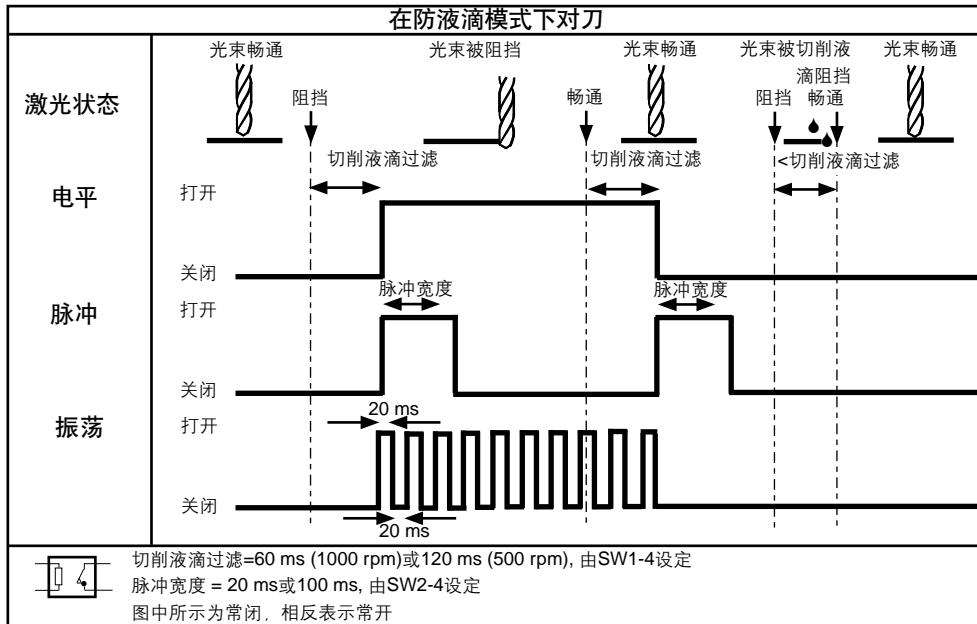 在防液滴模式下对刀
激光状态
光束畅通
光束被阻挡
光束畅通
光束被切削液
滴阻挡
光束畅通
阻挡
畅通
阻挡
畅通
切削液滴过滤
切削液滴过滤
<切削液滴过滤
电平
打开
关闭
脉冲
打开
脉冲宽度
脉冲宽度
关闭
振荡
打开
20 ms
关闭
20 ms
切削液滴过滤=60 ms (1000 rpm)或120 ms (500 rpm), 由SW1-4设定
脉冲宽度 = 20 ms或100 ms, 由SW2-4设定
图中所示为常闭，相反表示常开